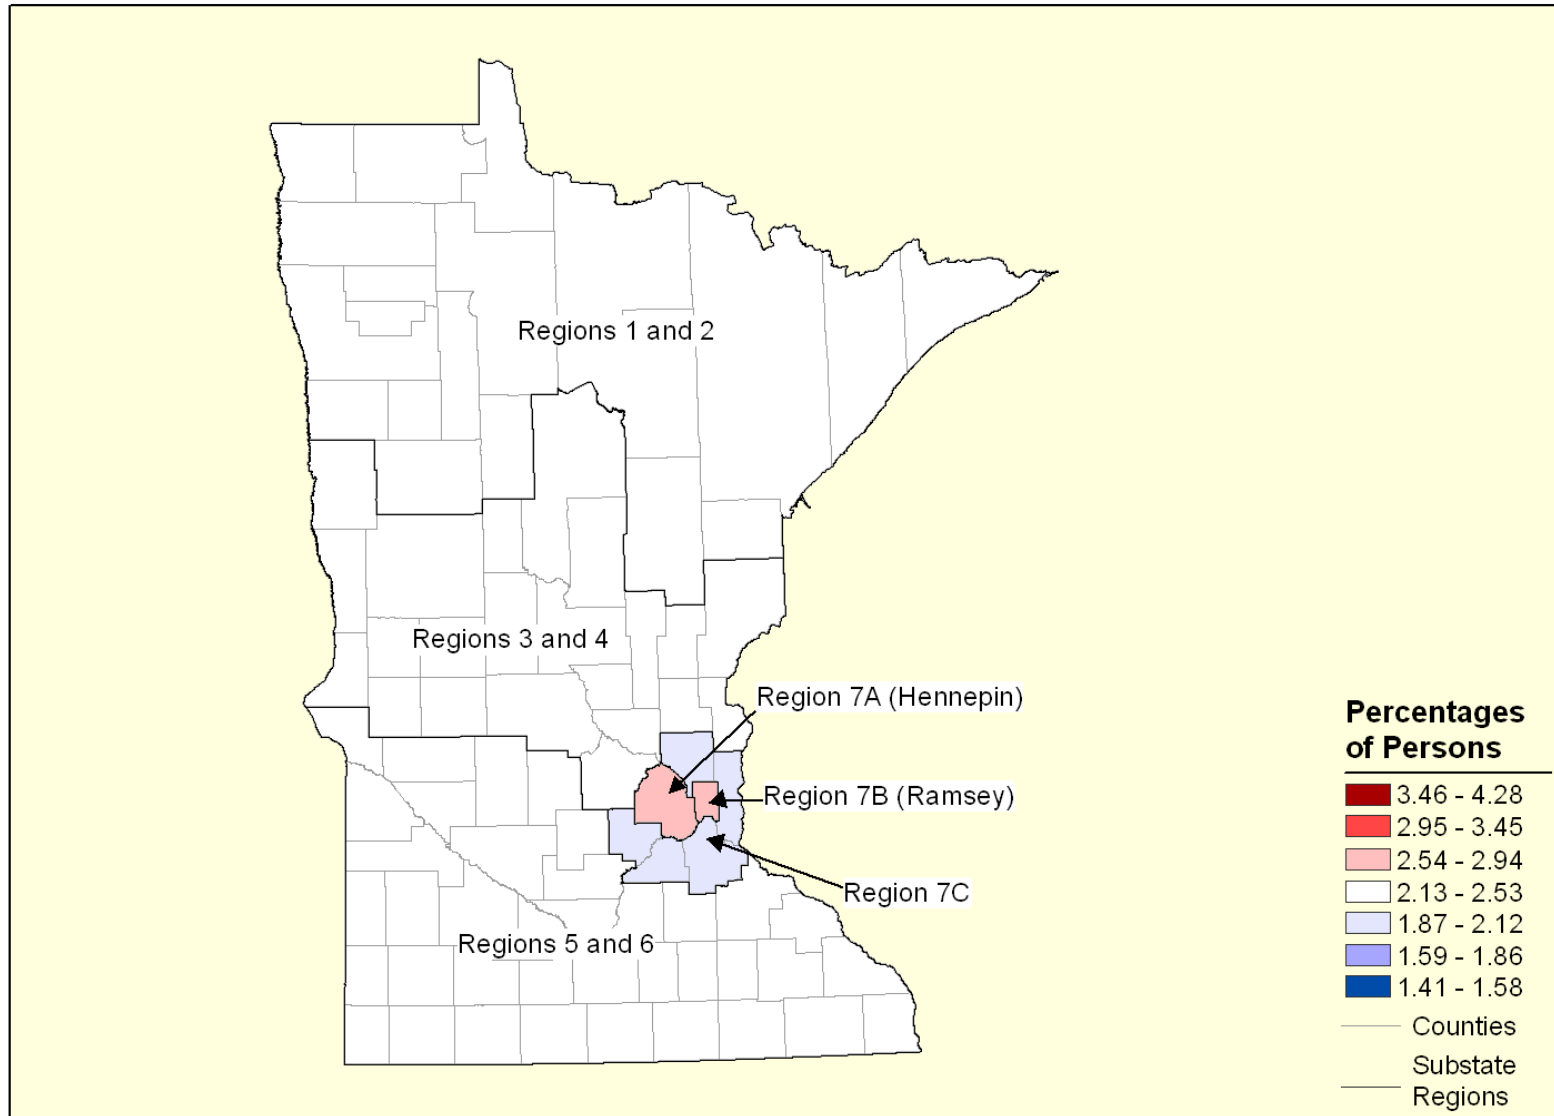 Regions 1 and 2
Regions 3 and 4
Region 7A (Hennepin)
Region 7B (Ramsey)
Region 7C
Regions 5 and 6
Percentages
of Persons
3.46 - 4.28
2.95 - 3.45
2.54 - 2.94
2.13 - 2.53
1.87 - 2.12
1.59 - 1.86
1.41 - 1.58
Counties
Substate
Regions